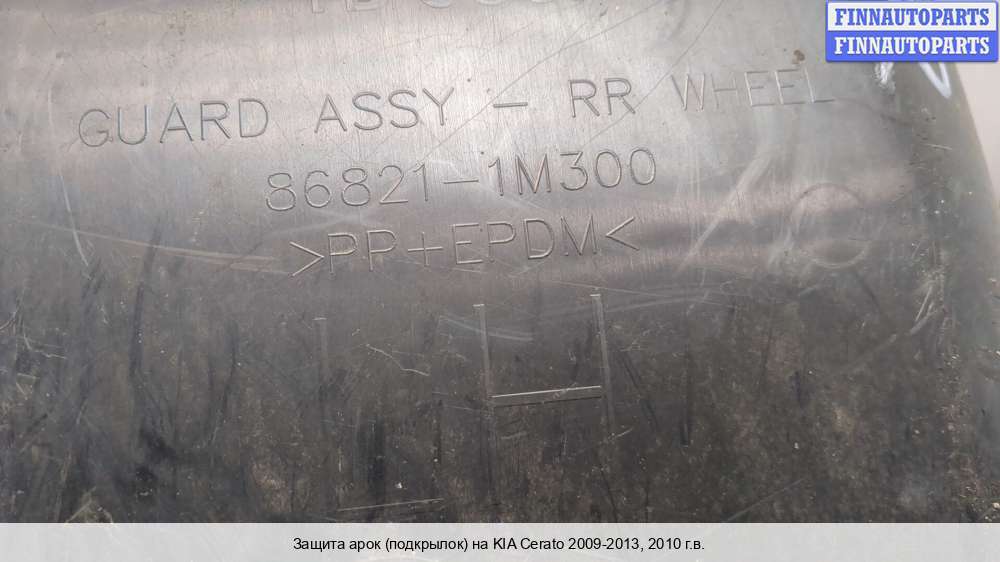 FINNAUTOPARTS
FINNAUTOPARTS
GUARD ASSY - RR WHEEL
86821-1M300
>PP+EPDM<
Защита арок (подкрылок) на KIA Cerato 2009-2013, 2010 г.в.